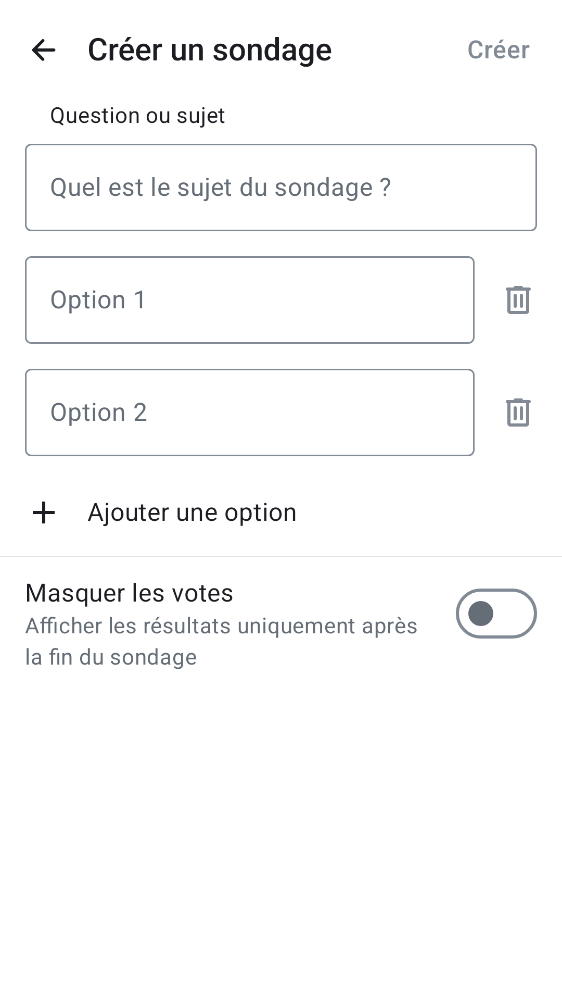 Créer un sondage
Créer
Question ou sujet
Quel est le sujet du sondage ?
Option 1
Option 2
Ajouter une option
Masquer les votes
Afficher les résultats uniquement après
la fin du sondage